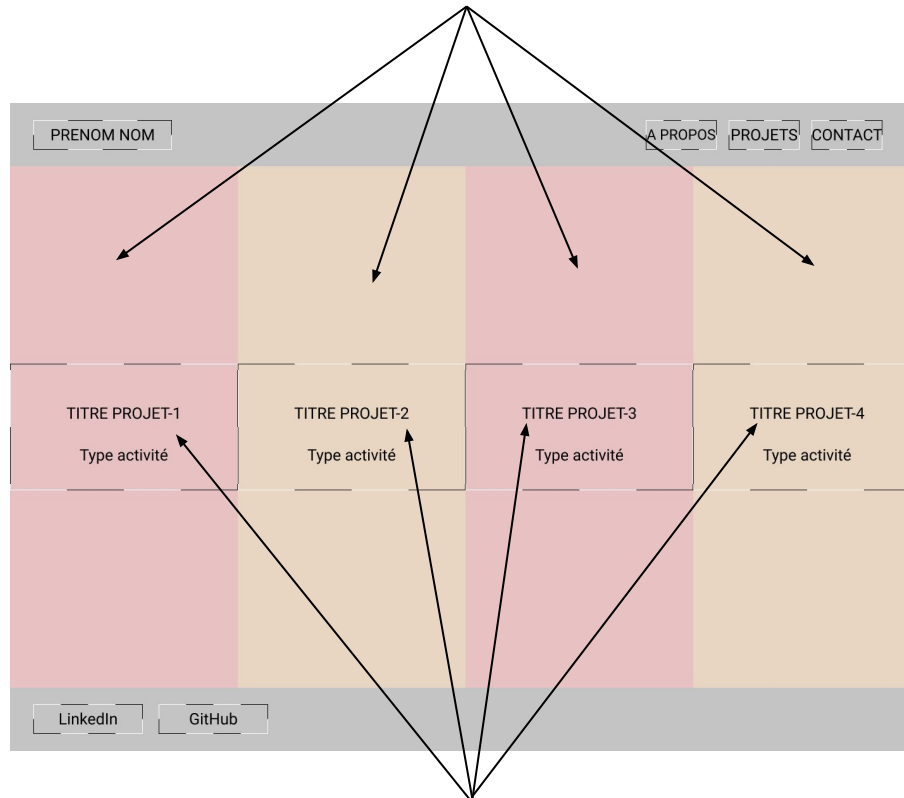 PRENOM NOM
A PROPOS
PROJETS
CONTACT
TITRE PROJET-1
Type activité
TITRE PROJET-2
Type activité
TITRE PROJET-3
Type activité
TITRE PROJET-4
Type activité
LinkedIn
GitHub